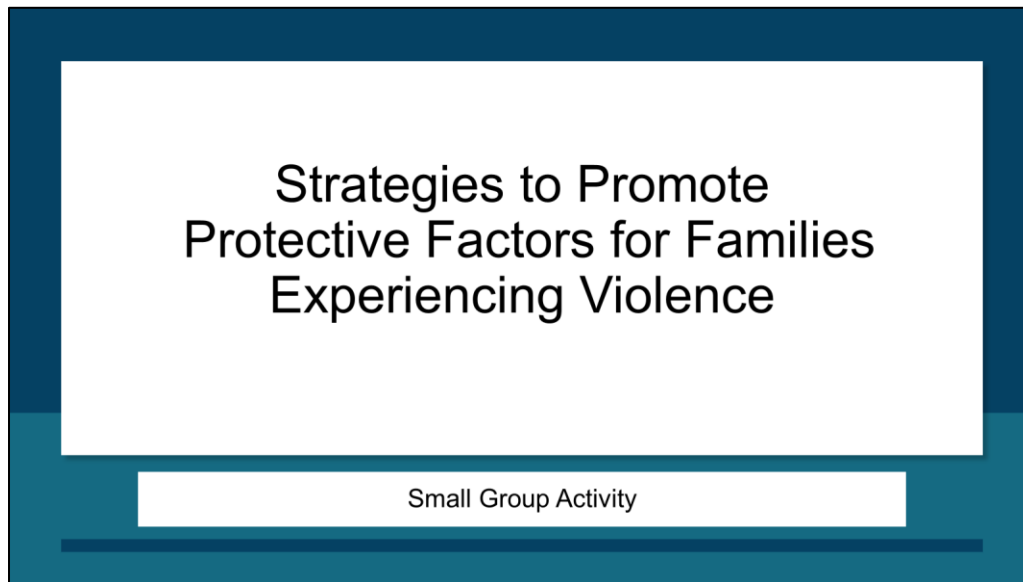 Strategies to Promote
Protective Factors for Families
Experiencing Violence
Small Group Activity